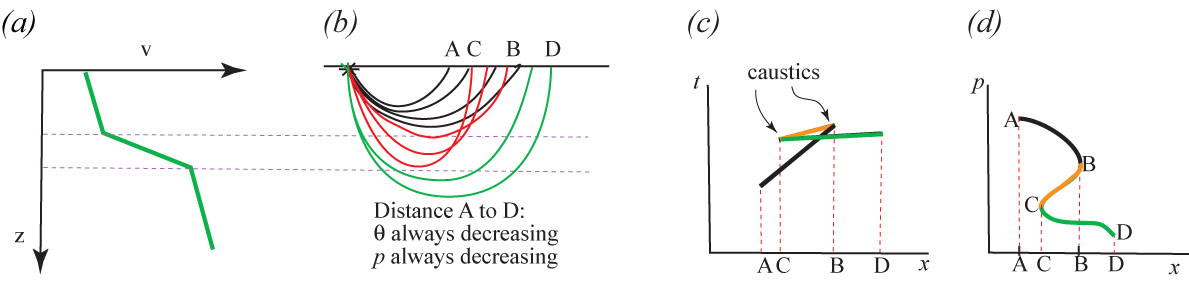 (a)
v
z
(b)
A C B D
Distance A to D:
θ always decreasing
p always decreasing
(c)
t
caustics
A C B D x
(d)
p
A
B
C
D
A C B D x